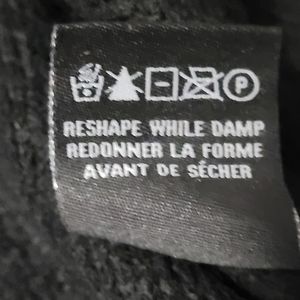 P
RESHAPE WHILE DAMP
REDONNER LA FORME
AVANT DE SÉCHER